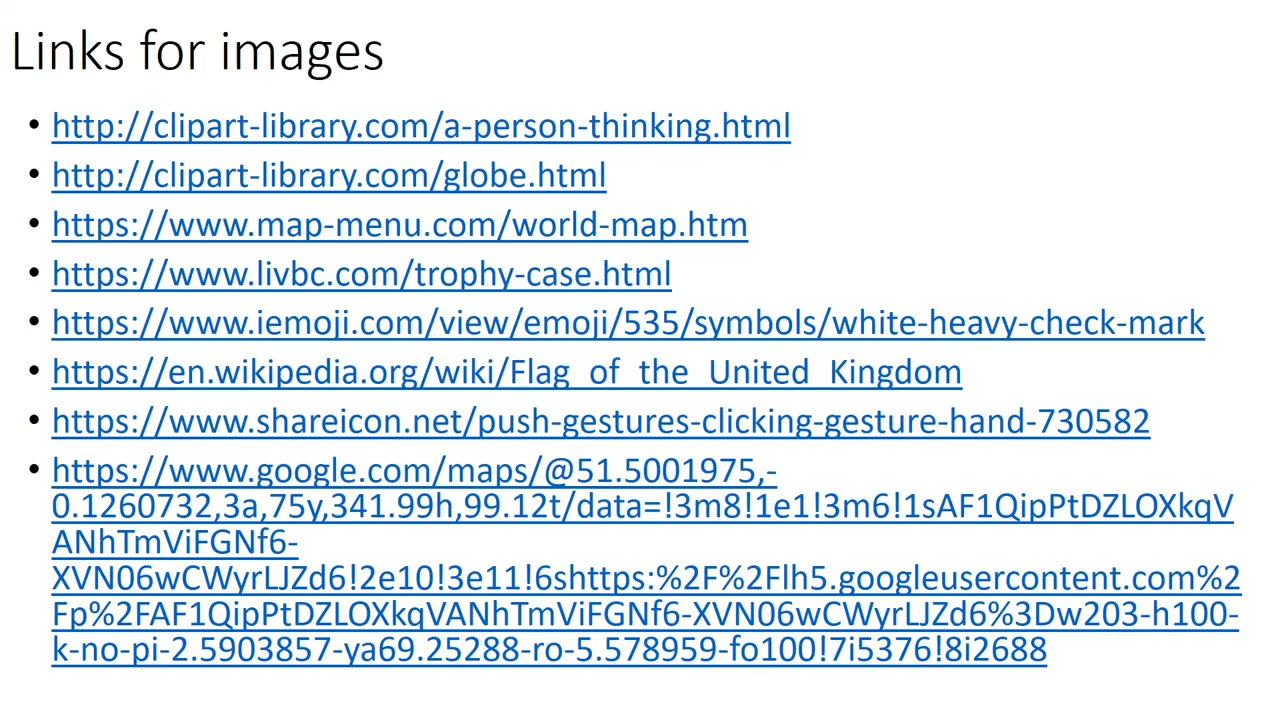 Links for images
• http://clipart-library.com/a-person-thinking.html
• http://clipart-library.com/globe.html
• https://www.map-menu.com/world-map.htm
• https://www.livbc.com/trophy-case.html
• https://www.iemoji.com/view/emoji/535/symbols/white-heavy-check-mark
• https://en.wikipedia.org/wiki/Flag_of_the_United_Kingdom
• https://www.shareicon.net/push-gestures-clicking-gesture-hand-730582
• https://www.google.com/maps/@51.5001975,-
0.1260732,3a,75y,341.99h,99.12t/data=!3m8!1e1!3m6!1sAF1QipPtDZLOXkqV
ANhTmViFGNf6-
XVN06wCWyrLJZd6!2e10!3e11!6shttps:%2F%2Flh5.googleusercontent.com%2
Fp%2FAF1QipPtDZLOXkqVANhTmViFGNf6-XVN06wCWyrLJZd6%3Dw203-h100-
k-no-pi-2.5903857-ya69.25288-ro-5.578959-fo100!7i5376!8i2688